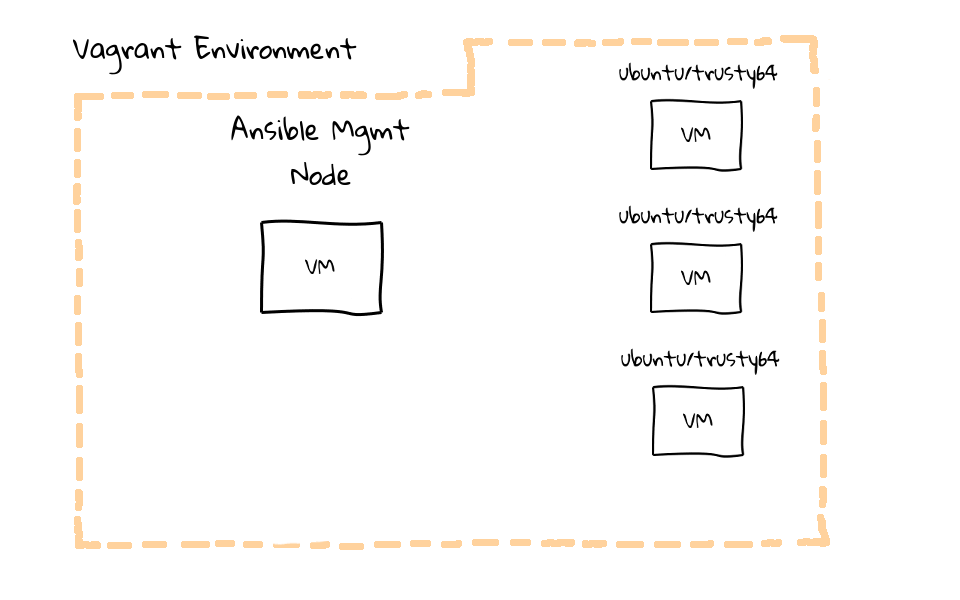 Vagrant Environment
Ansible Mgmt
Node
VM
ubuntu/trusty64
VM
ubuntu/trusty64
VM
ubuntu/trusty64
VM